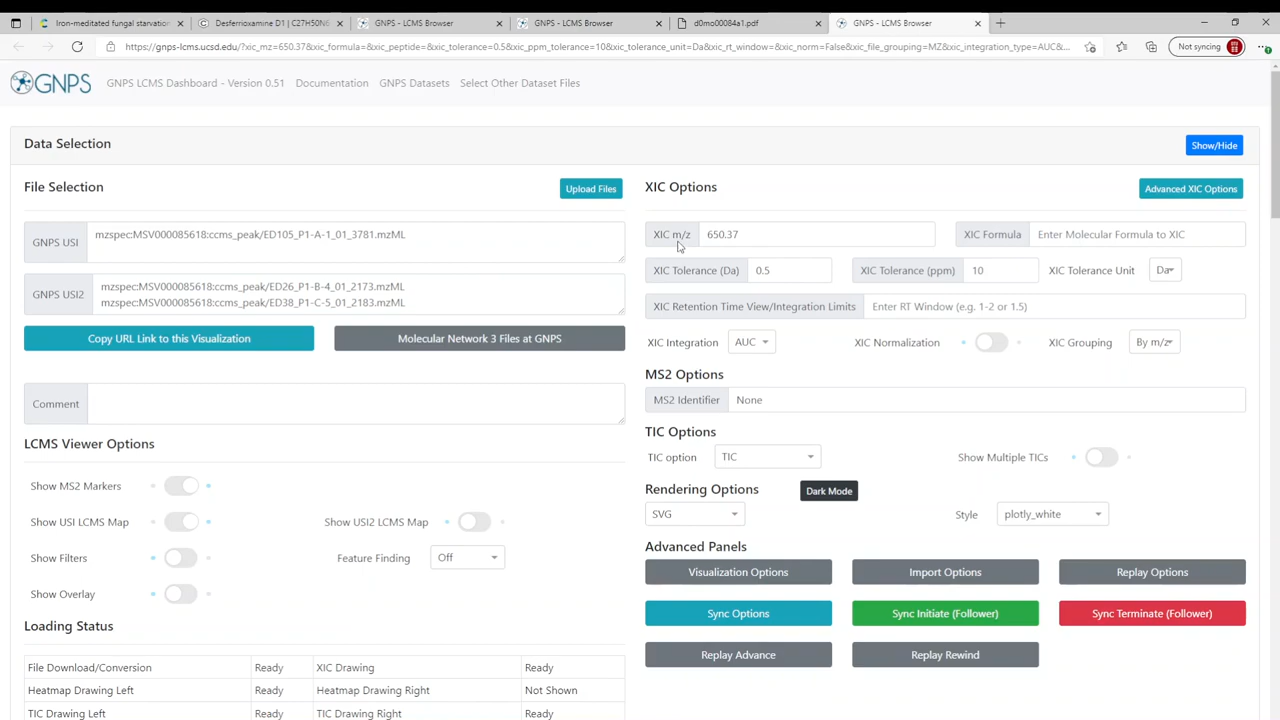 Iron-meditated fungal starvation
Desferrioxamine D1 | C27H50N6
GNPS - LCMS Browser
GNPS - LCMS Browser
d0mo00084a1.pdf
GNPS - LCMS Browser
https://gnps-lcms.ucsd.edu/?xic_mz=650.37&xic_formula=&xic_peptide=&xic_tolerance=0.5&xic_ppm_tolerance=10&xic_tolerance_unit=Da&xic_rt_window=&xic_norm=False&xic_file_grouping=MZ&xic_integration_type=AUC&...
Not syncing
GNPS
GNPS LCMS Dashboard - Version 0.51 Documentation GNPS Datasets Select Other Dataset Files
Data Selection
Show/Hide
File Selection
Upload Files
GNPS USI
mzspec:MSV000085618:ccms_peak/ED105_P1-A-1_01_3781.mzML
GNPS USI2
mzspec:MSV000085618:ccms_peak/ED26_P1-B-4_01_2173.mzML
mzspec:MSV000085618:ccms_peak/ED38_P1-C-5_01_2183.mzML
Copy URL Link to this Visualization
Molecular Network 3 Files at GNPS
Comment
LCMS Viewer Options
Show MS2 Markers
Show USI LCMS Map
Show USI2 LCMS Map
Show Filters
Feature Finding Off
Show Overlay
Loading Status
File Download/Conversion Ready XIC Drawing Ready
Heatmap Drawing Left Ready Heatmap Drawing Right Not Shown
TIC Drawing Left Ready TIC Drawing Right Ready
XIC Options
Advanced XIC Options
XIC m/z 650.37
XIC Formula Enter Molecular Formula to XIC
XIC Tolerance (Da) 0.5
XIC Tolerance (ppm) 10
XIC Tolerance Unit Da
XIC Retention Time View/Integration Limits Enter RT Window (e.g. 1-2 or 1.5)
XIC Integration AUC
XIC Normalization
XIC Grouping By m/z
MS2 Options
MS2 Identifier None
TIC Options
TIC option TIC
Show Multiple TICs
Rendering Options
Dark Mode
SVG
Style plotly_white
Advanced Panels
Visualization Options
Import Options
Replay Options
Sync Options
Sync Initiate (Follower)
Sync Terminate (Follower)
Replay Advance
Replay Rewind